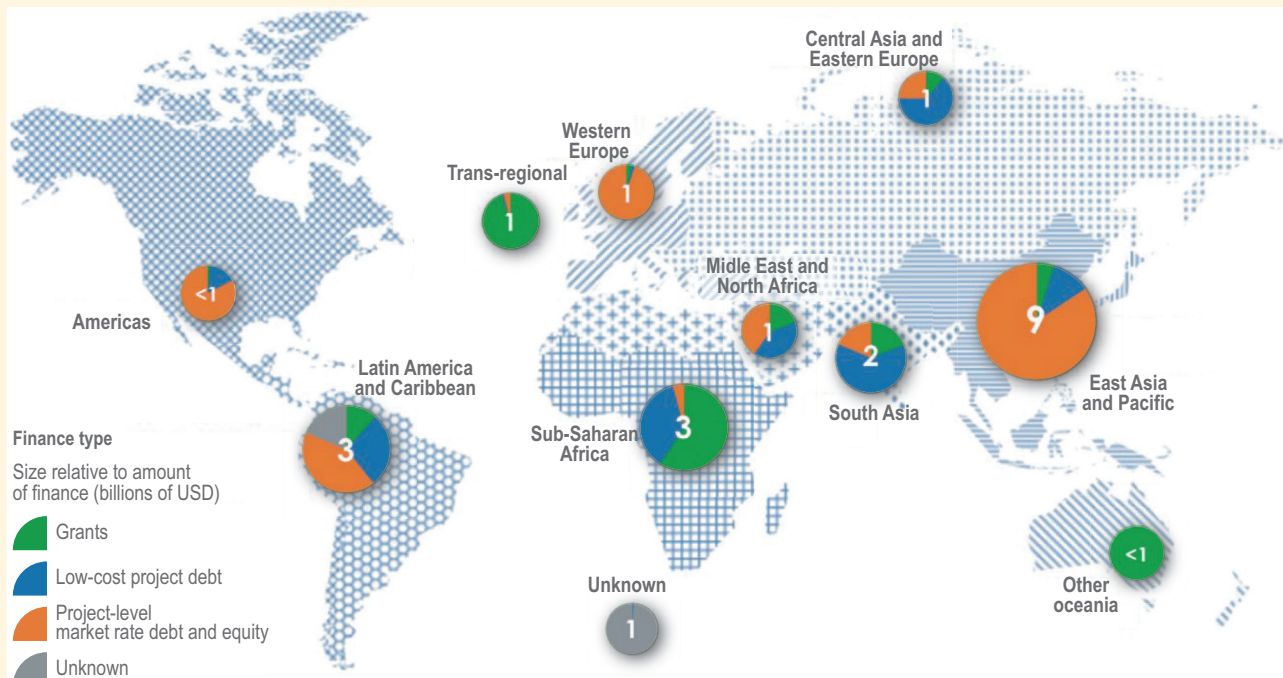 Central Asia and
Eastern Europe
1
Western
Europe
1
Trans-regional
1
Midle East and
North Africa
1
<1
Americas
9
East Asia
and Pacific
2
South Asia
Latin America
and Caribbean
3
Sub-Saharan
Africa
3
Finance type
Size relative to amount
of finance (billions of USD)
Grants
Low-cost project debt
Project-level
market rate debt and equity
Unknown
Unknown
1
<1
Other
oceania